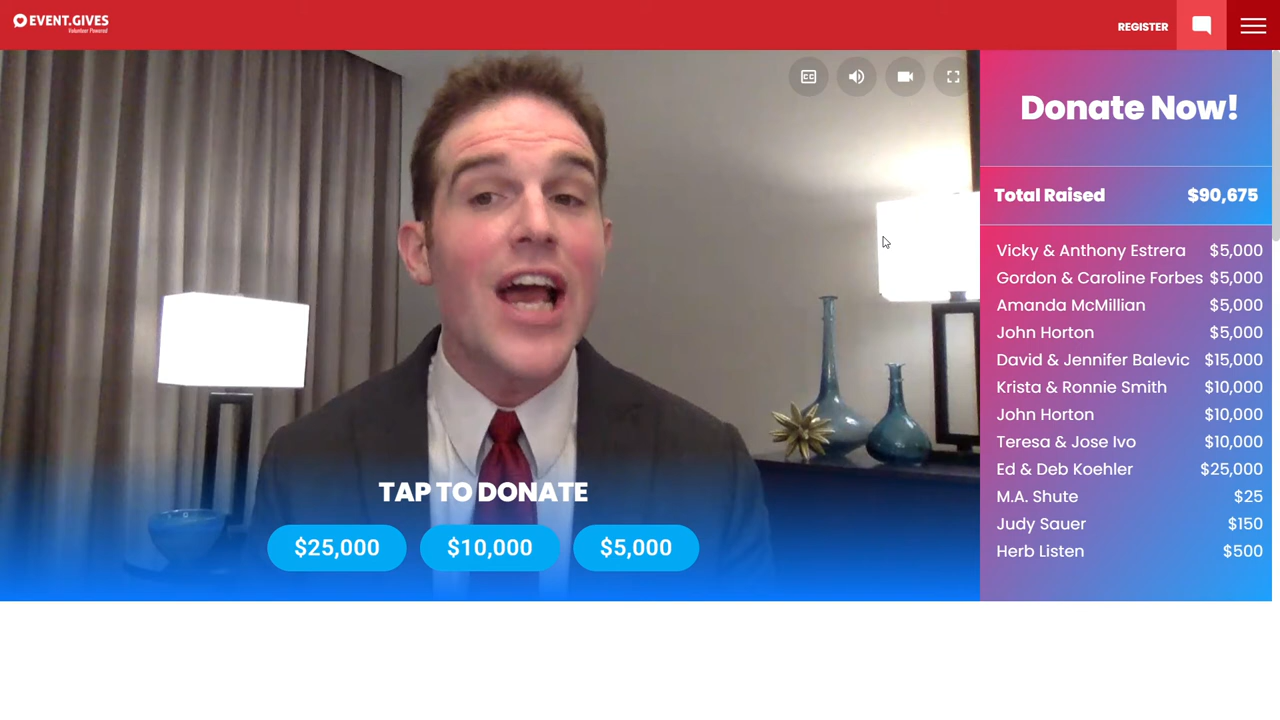 EVENT.GIVES
Volunteer Powered
REGISTER
CC
Donate Now!
Total Raised $90,675
Vicky & Anthony Estrera $5,000
Gordon & Caroline Forbes $5,000
Amanda McMillian $5,000
John Horton $5,000
David & Jennifer Balevic $15,000
Krista & Ronnie Smith $10,000
John Horton $10,000
Teresa & Jose Ivo $10,000
Ed & Deb Koehler $25,000
M.A. Shute $25
Judy Sauer $150
Herb Listen $500
TAP TO DONATE
$25,000 $10,000 $5,000